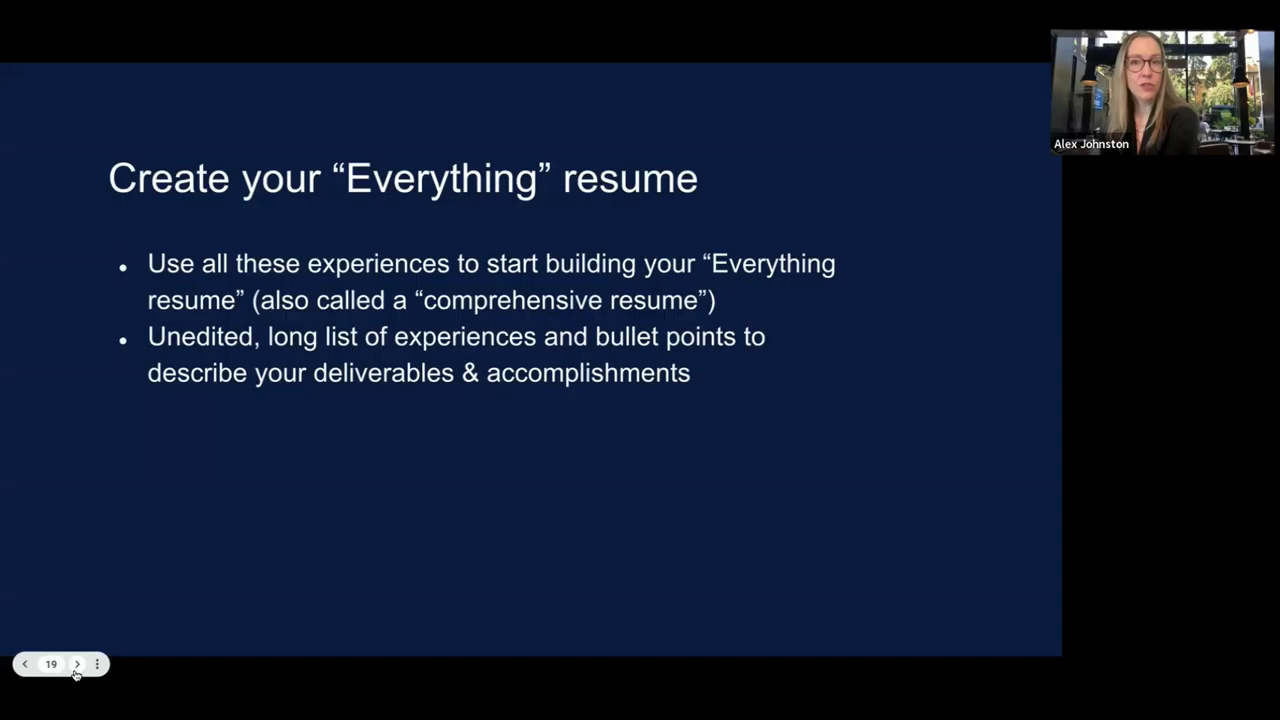 Create your “Everything” resume
Use all these experiences to start building your “Everything
resume” (also called a “comprehensive resume”)
Unedited, long list of experiences and bullet points to
describe your deliverables & accomplishments
Alex Johnston
19